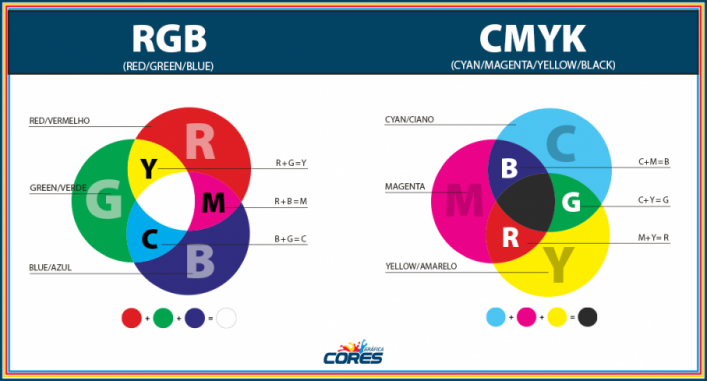 RGB
(RED/GREEN/BLUE)
CMYK
(CYAN/MAGENTA/YELLOW/BLACK)
RED/VERMELHO
GREEN/VERDE
BLUE/AZUL
R
G
B
Y
M
C
R+G=Y
R+B=M
B+G=C
+ + =
CYAN/CIANO
MAGENTA
YELLOW/AMARELO
C
M
Y
B
G
R
C+M=B
C+Y=G
M+Y=R
+ + =
GRÁFICA
CORES